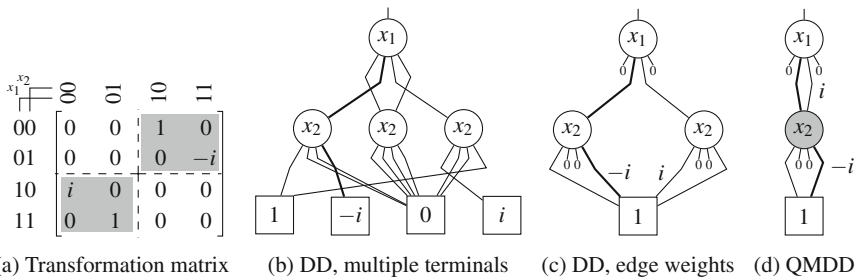 x₁ x₂ 00 01 10 11
00 0 0 1 0
01 0 0 0 −i
10 i 0 0 0
11 0 1 0 0
(a) Transformation matrix
x₁
x₂ x₂ x₂
1 −i 0 i
(b) DD, multiple terminals
x₁
0 0
x₂ x₂
0 0 0 0
−i i
1
(c) DD, edge weights
x₁
0 0
i
x₂
0 0
−i
1
(d) QMDD